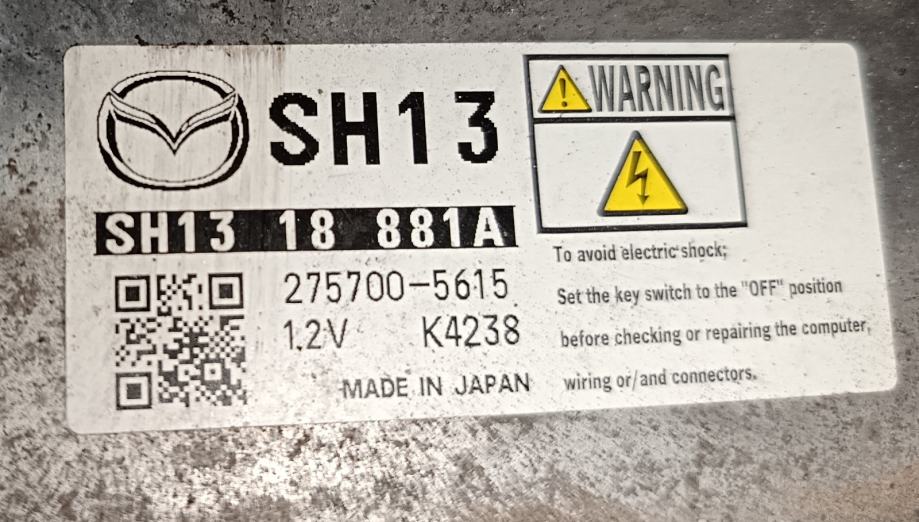 SH13
SH13 18 881A
275700-5615
1.2V K4238
MADE IN JAPAN
WARNING
To avoid electric shock;
Set the key switch to the "OFF" position
before checking or repairing the computer,
wiring or/and connectors.